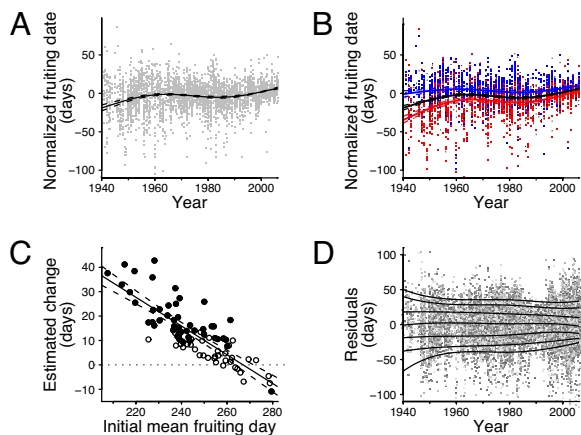 A
Normalized fruiting date
(days)
50
0
−50
−100
1940
1960
1980
2000
Year
B
Normalized fruiting date
(days)
50
0
−50
−100
1940
1960
1980
2000
Year
C
Estimated change
(days)
40
30
20
10
0
−10
220
240
260
280
Initial mean fruiting day
D
Residuals
100
50
0
−50
−100
1940
1960
1980
2000
Year